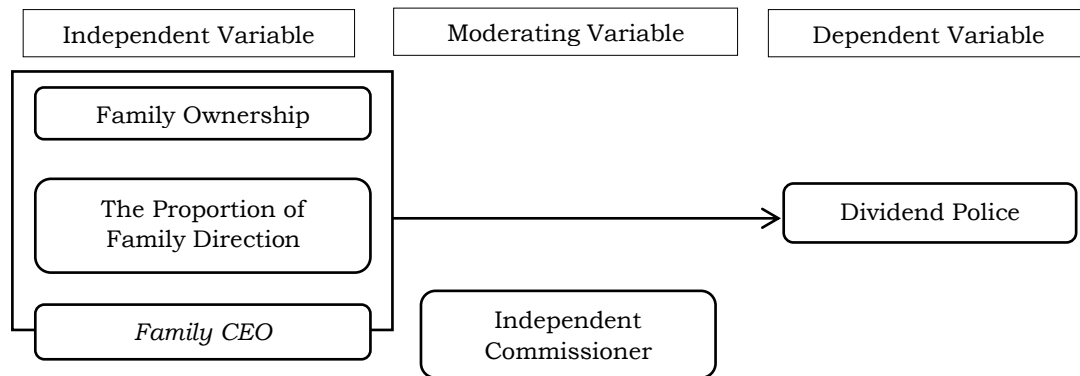 Independent Variable
Moderating Variable
Dependent Variable
Family Ownership
The Proportion of
Family Direction
Dividend Police
Family CEO
Independent
Commissioner